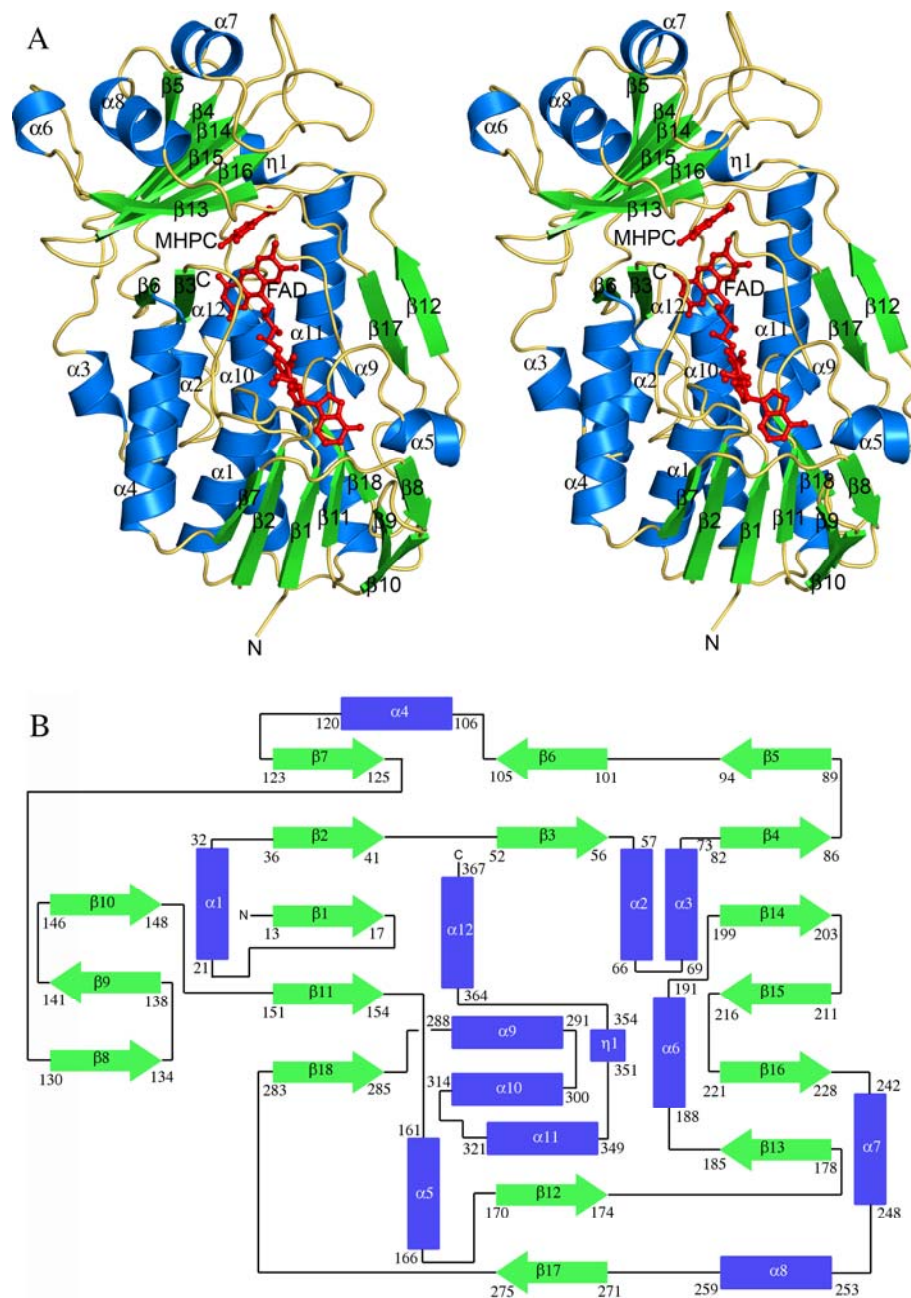 A
α7
α7
β5
β5
α8
β4
α8
β4
α6
β14
α6
β14
β15
η1
β15
η1
β16
β16
β13
β13
MHPC
MHPC
C
C
β6
β3
FAD
β12
β6
β3
FAD
β12
α12
α12
α11
β17
α11
β17
α3
α2
α10
α9
α3
α2
α10
α9
α5
α5
α4
α1
β18
β8
α4
α1
β18
β8
β7
β2
β1
β11
β9
β7
β2
β1
β11
β9
β10
β10
N
N
B
120
α4
106
β7
β6
β5
123
125
105
101
94
89
32
β2
β3
57
73
β4
36
41
52
56
82
86
C
367
β10
α1
N
β1
α12
α2
α3
β14
146
148
13
17
199
203
21
66
69
β9
191
141
138
β11
364
β15
151
154
288
α9
291
354
216
211
η1
α6
β8
β18
351
β16
242
130
134
283
285
314
α10
300
221
228
188
161
α11
β13
321
349
185
178
α7
α5
β12
170
174
248
166
β17
α8
275
271
259
253